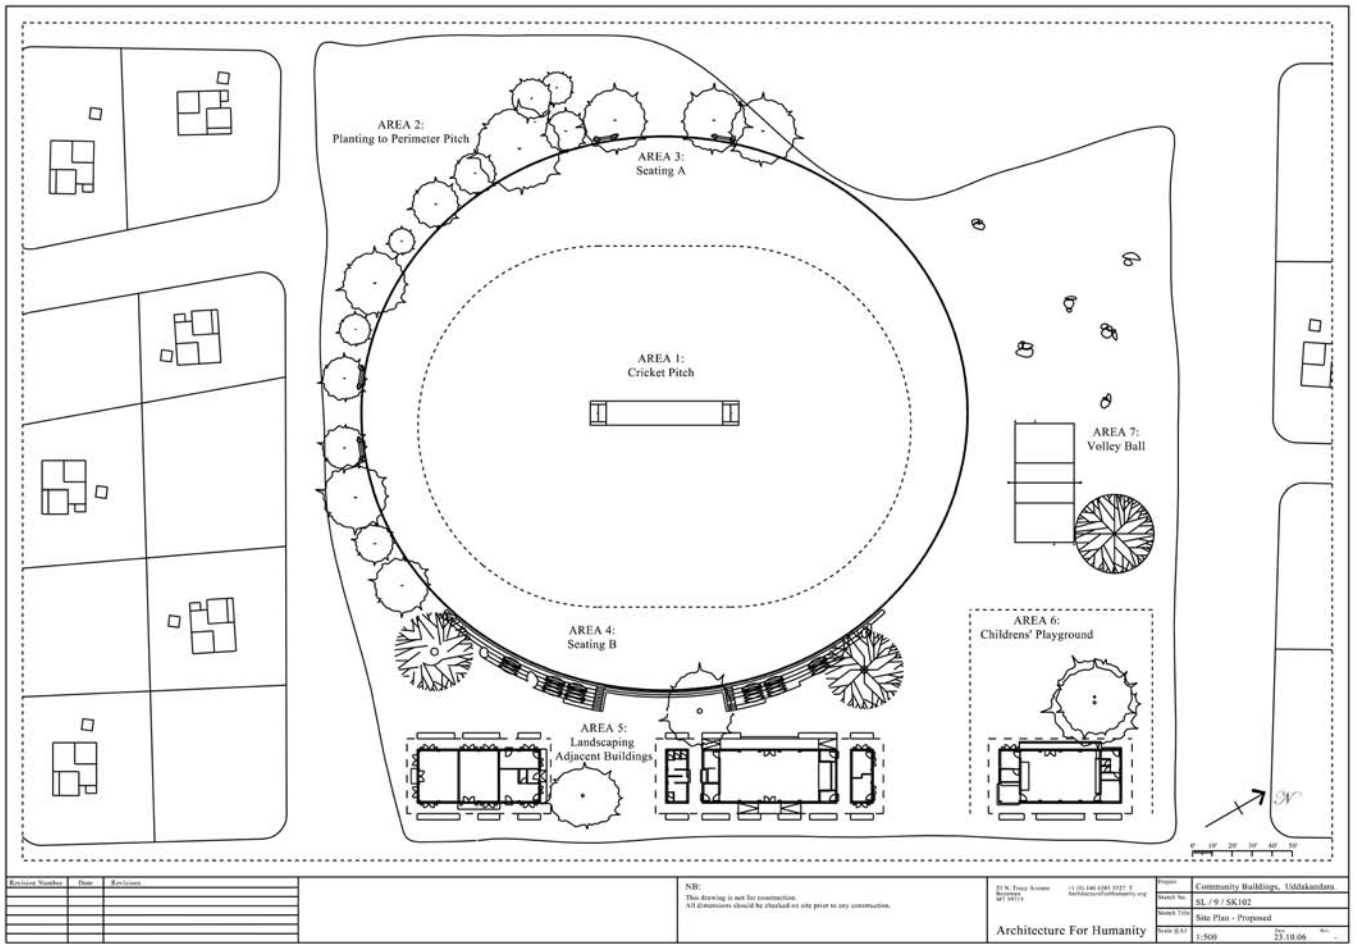 AREA 2:
Planting to Perimeter Pitch
AREA 3:
Seating A
AREA 1:
Cricket Pitch
AREA 7:
Volley Ball
AREA 4:
Seating B
AREA 6:
Childrens' Playground
AREA 5:
Landscaping
Adjacent Buildings
N
0' 10' 20' 30' 40' 50'
Revision Number Date Revisions
NB:
This drawing is not for construction.
All dimensions should be checked on site prior to any construction.
Bozeman
Architecture For Humanity
Project
Community Buildings, Uddakandara.
Sketch No.
SL / 9 / SK102
Sketch Title
Site Plan - Proposed
Scale @A3
1:500
Date
23.10.06
Rev.
-